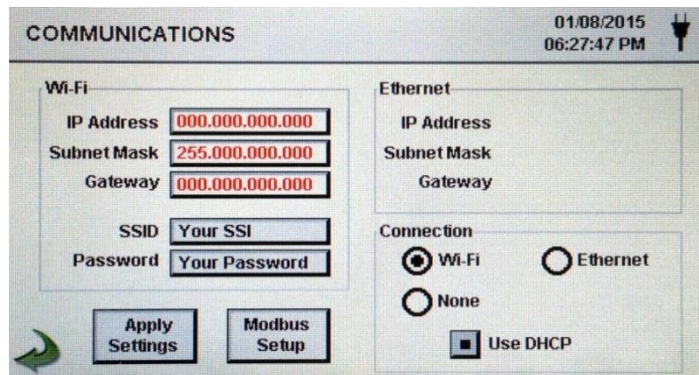 COMMUNICATIONS
01/08/2015
06:27:47 PM
Wi-Fi
IP Address 000.000.000.000
Subnet Mask 255.000.000.000
Gateway 000.000.000.000
SSID Your SSI
Password Your Password
Apply
Settings
Modbus
Setup
Ethernet
IP Address
Subnet Mask
Gateway
Connection
Wi-Fi Ethernet
None
Use DHCP